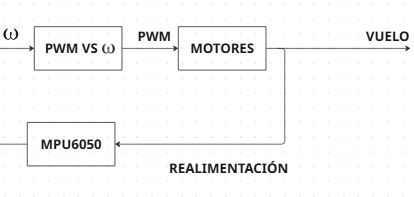 ω
PWM VS ω
PWM
MOTORES
VUELO
MPU6050
REALIMENTACIÓN